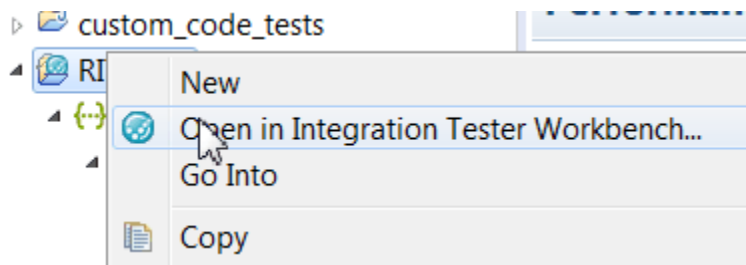 custom_code_tests
RI
New
Open in Integration Tester Workbench...
Go Into
Copy